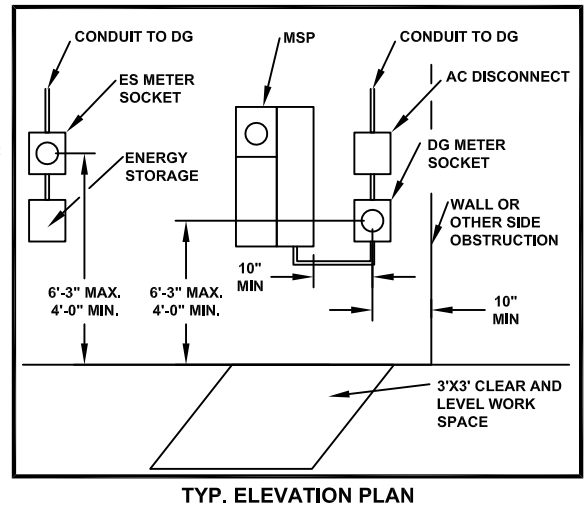 CONDUIT TO DG
MSP
CONDUIT TO DG
ES METER
SOCKET
AC DISCONNECT
ENERGY
STORAGE
DG METER
SOCKET
WALL OR
OTHER SIDE
OBSTRUCTION
6'-3" MAX.
4'-0" MIN.
6'-3" MAX.
4'-0" MIN.
10"
MIN
10"
MIN
3'X3' CLEAR AND
LEVEL WORK
SPACE
TYP. ELEVATION PLAN